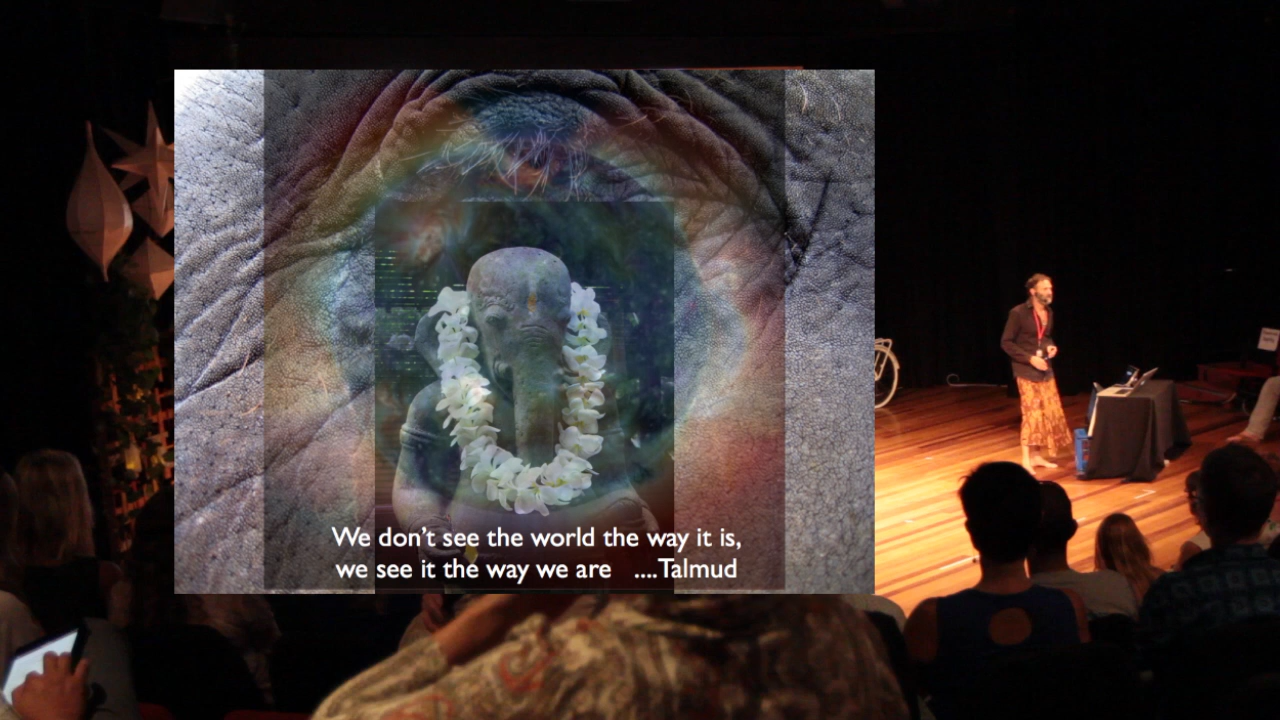 We don't see the world the way it is,
we see it the way we are ....Talmud